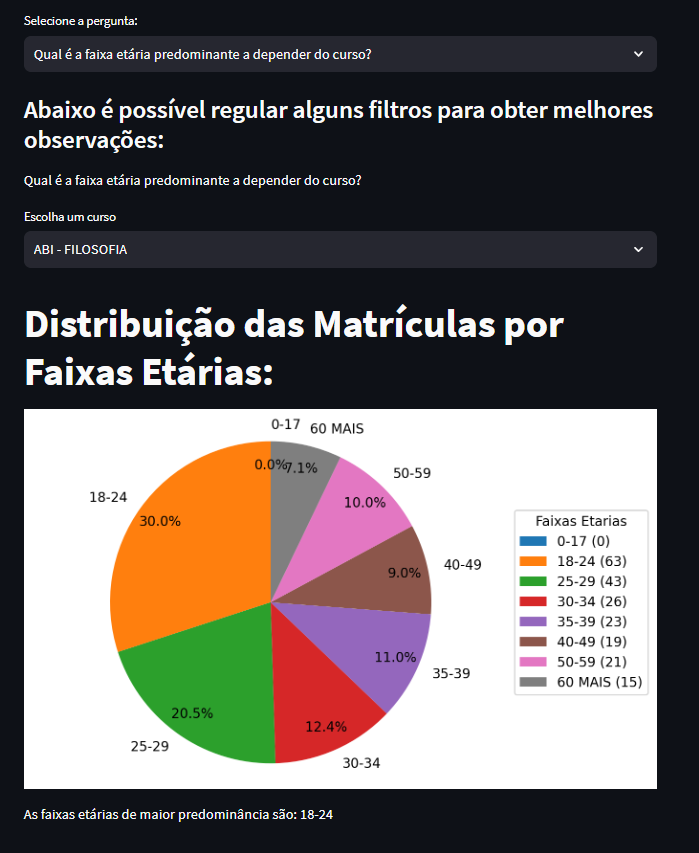 Selecione a pergunta:
Qual é a faixa etária predominante a depender do curso?
Abaixo é possível regular alguns filtros para obter melhores
observações:
Qual é a faixa etária predominante a depender do curso?
Escolha um curso
ABI - FILOSOFIA
Distribuição das Matrículas por
Faixas Etárias:
0-17
60 MAIS
50-59
40-49
35-39
30-34
25-29
18-24
0.0%
7.1%
10.0%
9.0%
11.0%
12.4%
20.5%
30.0%
Faixas Etarias
0-17 (0)
18-24 (63)
25-29 (43)
30-34 (26)
35-39 (23)
40-49 (19)
50-59 (21)
60 MAIS (15)
As faixas etárias de maior predominância são: 18-24